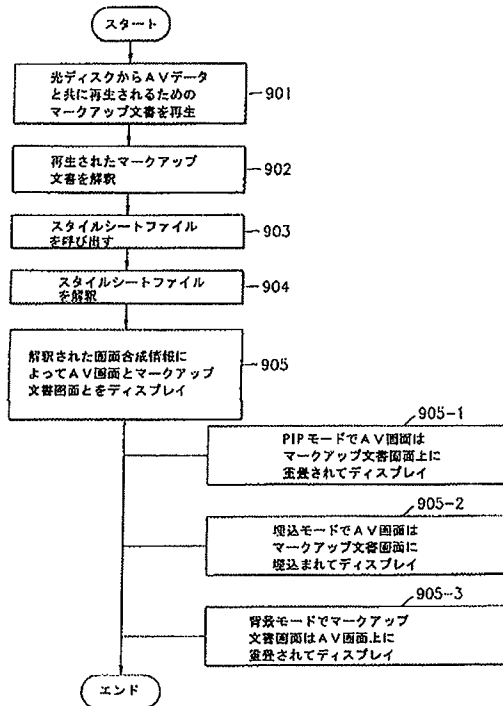 スタート
光ディスクからAVデータ
と共に再生されるための
マークアップ文書を再生
901
再生されたマークアップ
文書を解釈
902
スタイルシートファイル
を呼び出す
903
スタイルシートファイル
を解釈
904
解釈された画面合成情報に
よってAV画面とマークアップ
文書画面とをディスプレイ
905
905-1
PIPモードでAV画面は
マークアップ文書画面上に
重畳されてディスプレイ
905-2
埋込モードでAV画面は
マークアップ文書画面に
埋込まれてディスプレイ
905-3
背景モードでマークアップ
文書画面はAV画面上に
重畳されてディスプレイ
エンド